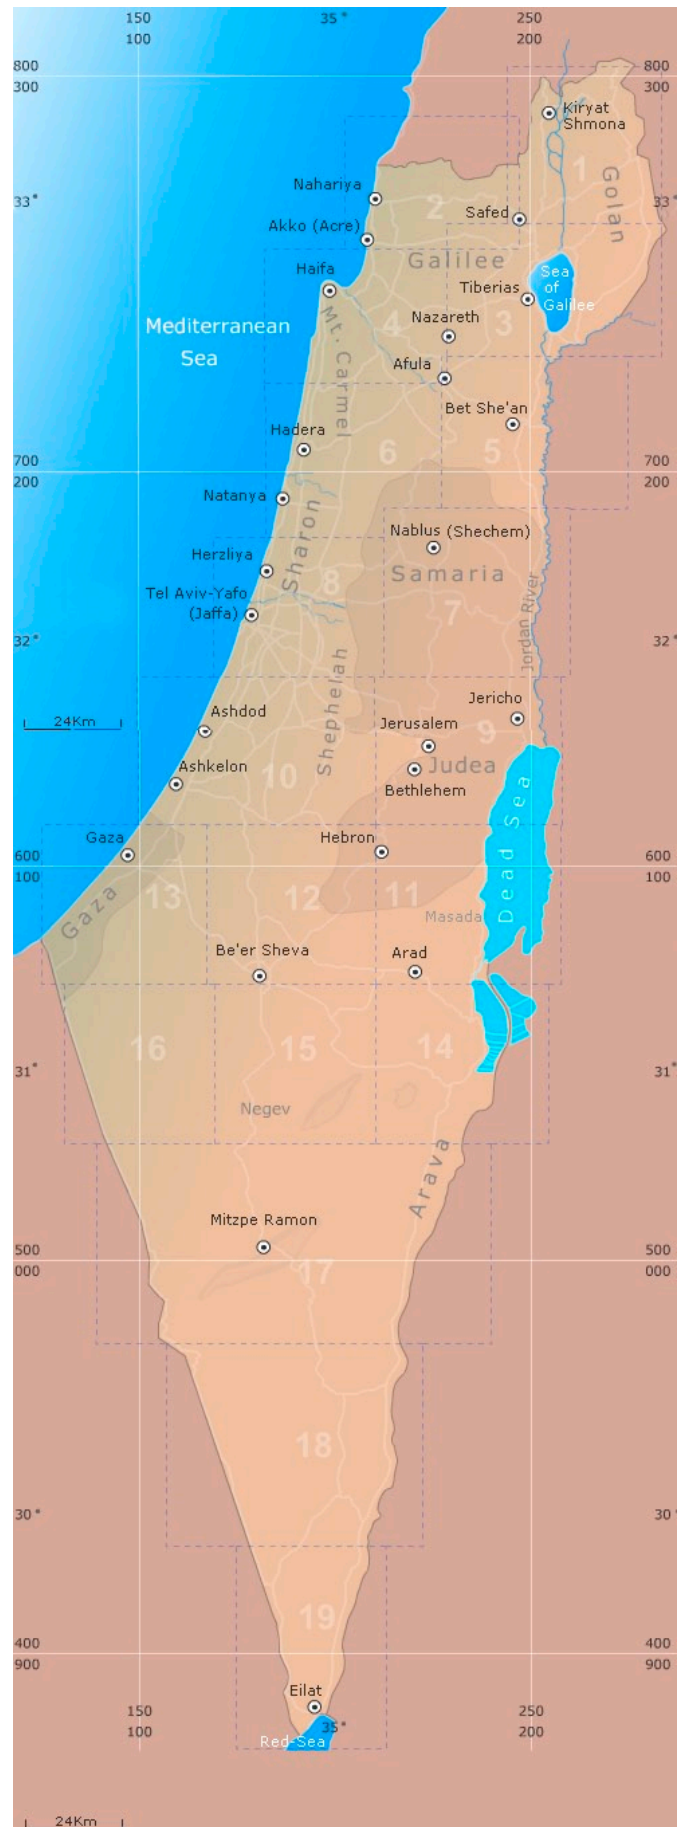 150
100
35°
250
200
800
300
800
300
Kiryat
Shmona
1
Golan
Nahariya
33°
2
Safed
33°
Akko (Acre)
Galilee
Haifa
Sea
of
Galilee
Tiberias
Mt. Carmel
Nazareth
3
4
Mediterranean
Sea
Afula
Bet She'an
Hadera
6
5
700
200
700
200
Natanya
Sharon
Nablus (Shechem)
Herzliya
Samaria
8
Tel Aviv-Yafo
(Jaffa)
7
Jordan River
32°
32°
Shephelah
Ashdod
Jericho
24Km
Jerusalem
9
Judea
Ashkelon
10
Bethlehem
Dead Sea
Gaza
Hebron
600
100
600
100
13
12
11
Gaza
Masada
Be'er Sheva
Arad
16
15
14
31°
31°
Negev
Arava
Mitzpe Ramon
500
000
500
000
17
18
30°
30°
19
400
900
400
900
Eilat
150
100
35°
250
200
Red-Sea
24Km